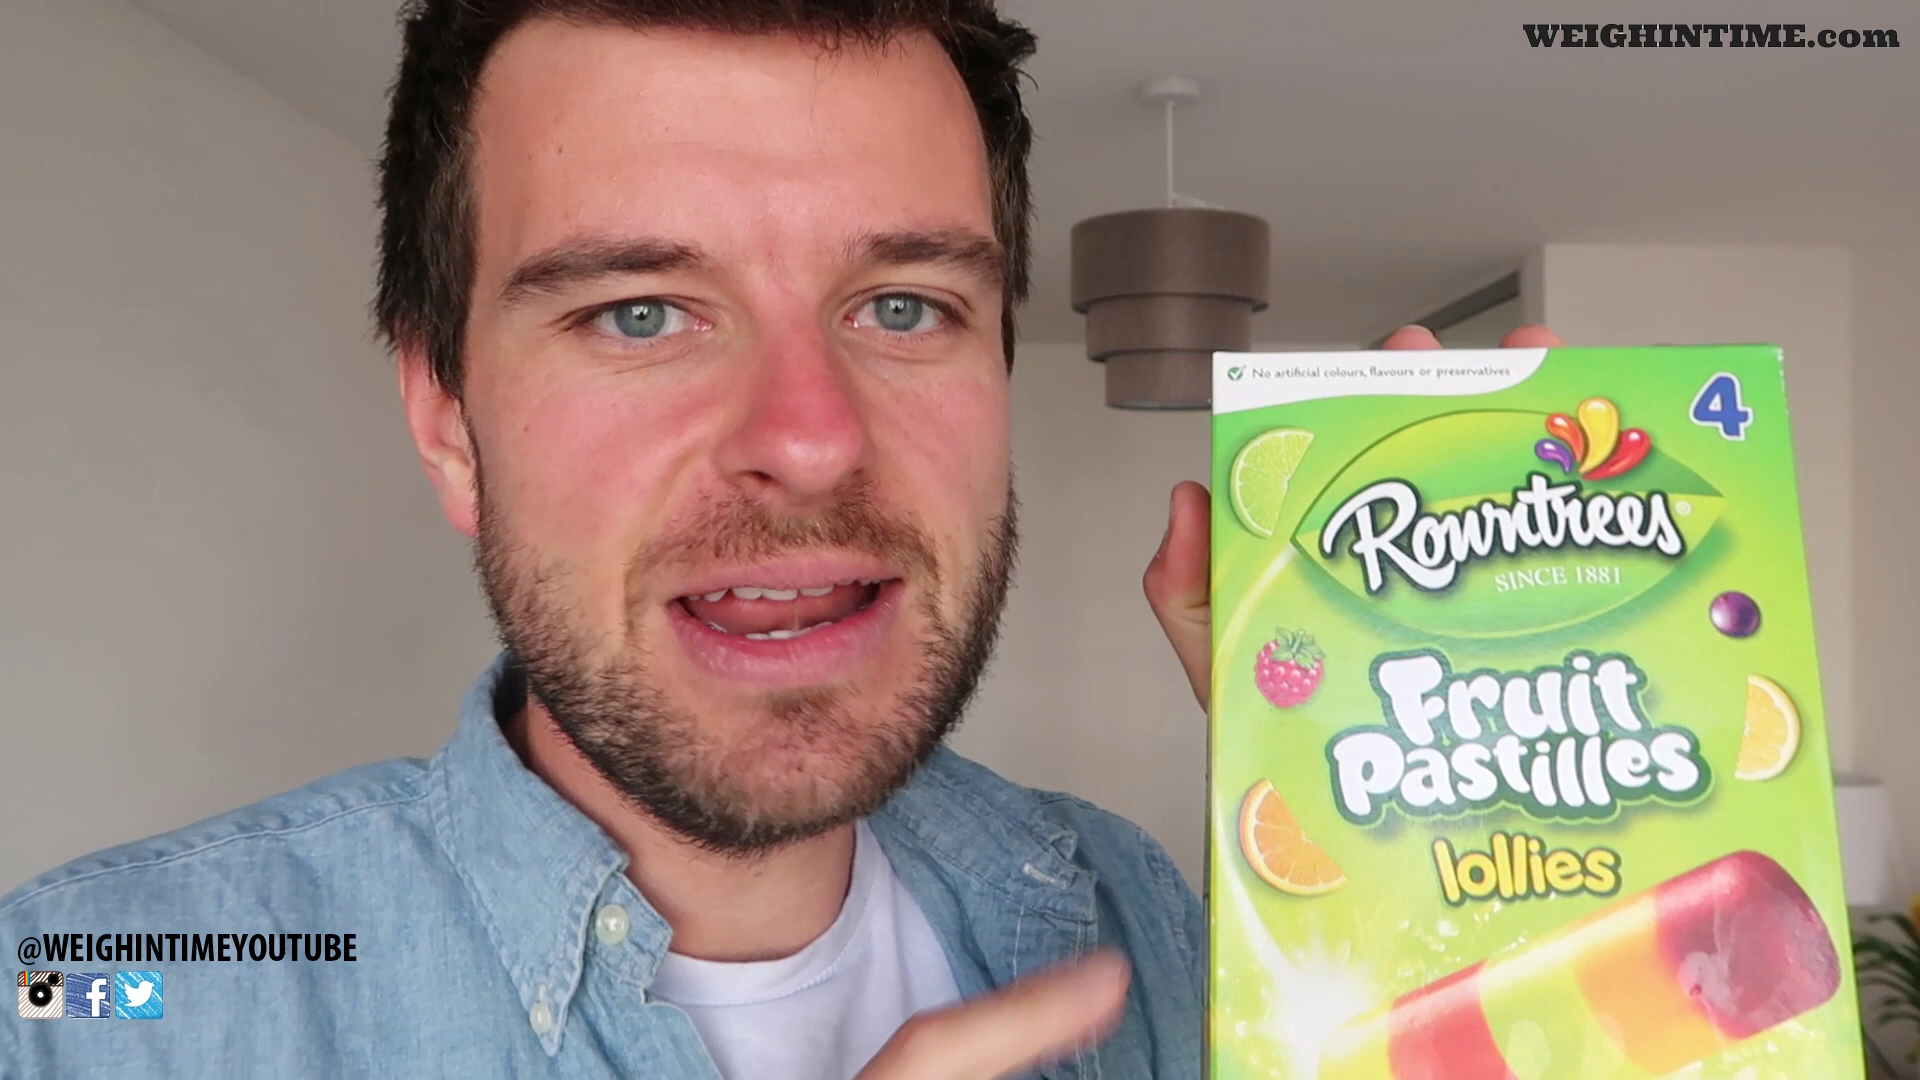 WEIGHINTIME.com
No artificial colours, flavours or preservatives
4
Rowntrees®
SINCE 1881
Fruit
Pastilles
lollies
@WEIGHINTIMEYOUTUBE
f